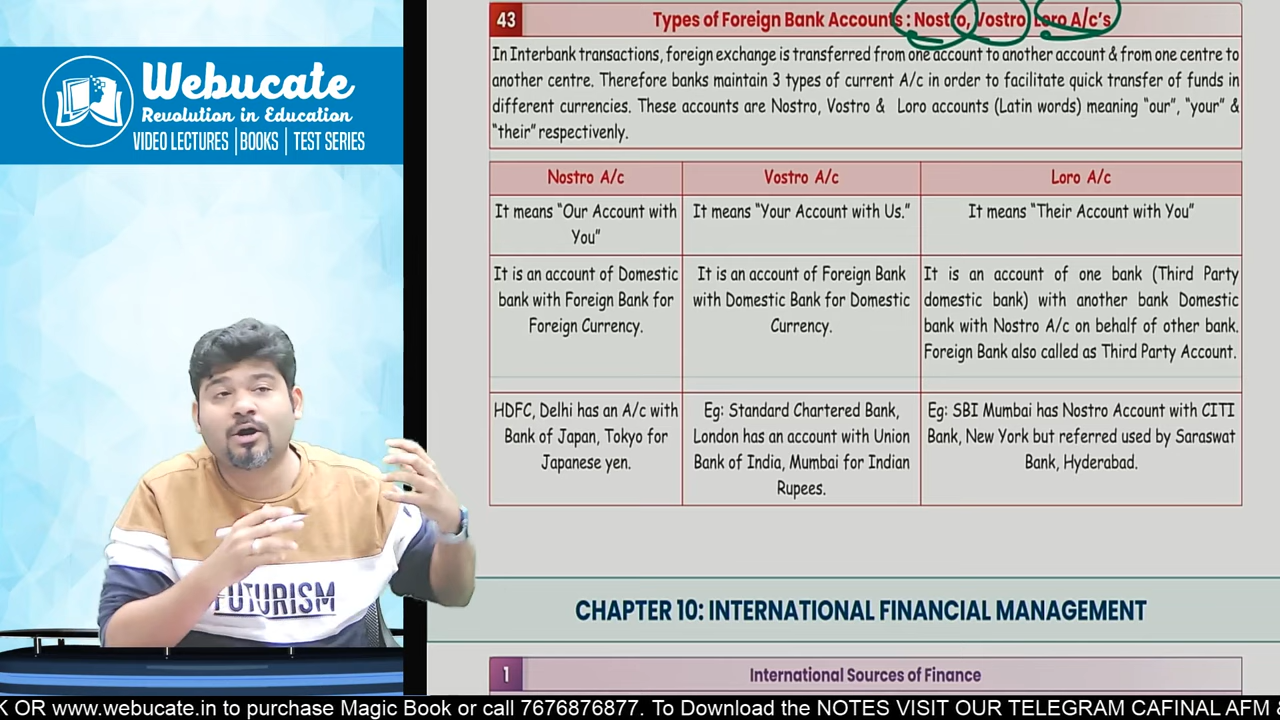 Webucate
Revolution in Education
VIDEO LECTURES | BOOKS | TEST SERIES
43
Types of Foreign Bank Accounts : Nostro, Vostro Loro A/c's
In Interbank transactions, foreign exchange is transferred from one account to another account & from one centre to
another centre. Therefore banks maintain 3 types of current A/c in order to facilitate quick transfer of funds in
different currencies. These accounts are Nostro, Vostro & Loro accounts (Latin words) meaning “our”, “your” &
“their” respectivenly.
Nostro A/c
Vostro A/c
Loro A/c
It means “Our Account with
You”
It means “Your Account with Us.”
It means “Their Account with You”
It is an account of Domestic
bank with Foreign Bank for
Foreign Currency.
It is an account of Foreign Bank
with Domestic Bank for Domestic
Currency.
It is an account of one bank (Third Party
domestic bank) with another bank Domestic
bank with Nostro A/c on behalf of other bank.
Foreign Bank also called as Third Party Account.
HDFC, Delhi has an A/c with
Bank of Japan, Tokyo for
Japanese yen.
Eg: Standard Chartered Bank,
London has an account with Union
Bank of India, Mumbai for Indian
Rupees.
Eg: SBI Mumbai has Nostro Account with CITI
Bank, New York but referred used by Saraswat
Bank, Hyderabad.
FUTURISM
CHAPTER 10: INTERNATIONAL FINANCIAL MANAGEMENT
1
International Sources of Finance
K OR www.webucate.in to purchase Magic Book or call 7676876877. To Download the NOTES VISIT OUR TELEGRAM CAFINAL AFM &